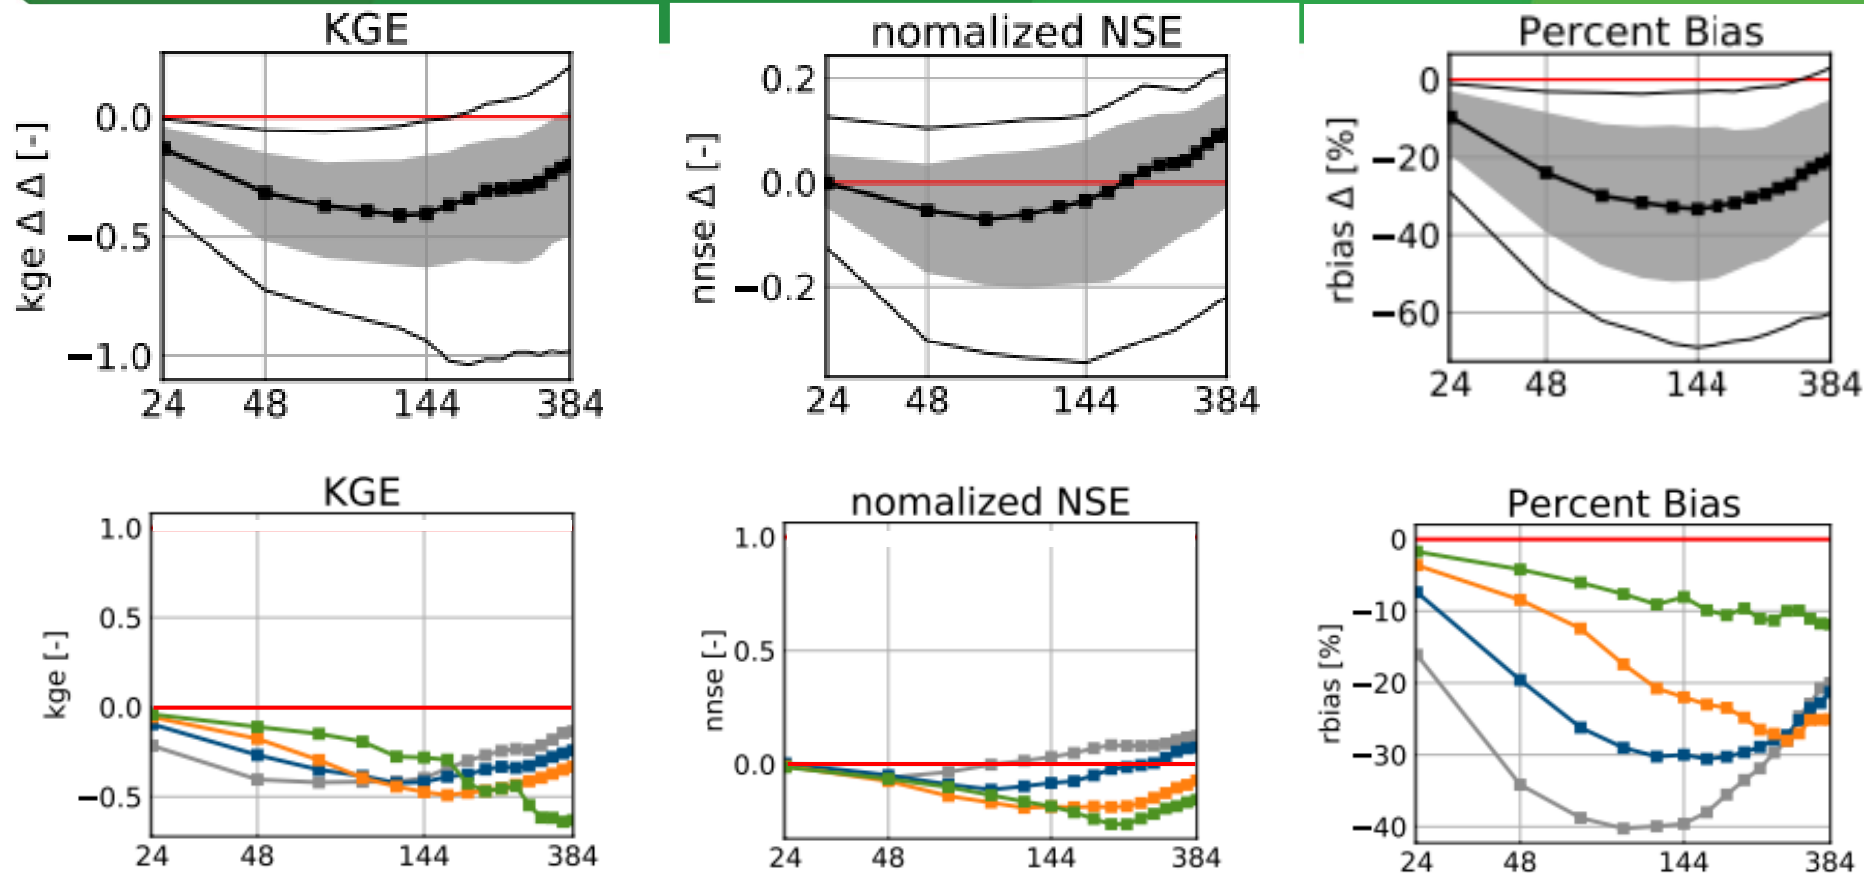 KGE
kge Δ Δ [-]
0.0
−0.5
−1.0
24 48 144 384
nomalized NSE
nnse Δ [-]
0.2
0.0
−0.2
24 48 144 384
Percent Bias
rbias Δ [%]
0
−20
−40
−60
24 48 144 384
KGE
kge [-]
1.0
0.5
0.0
−0.5
24 48 144 384
nomalized NSE
nnse [-]
1.0
0.5
0.0
24 48 144 384
Percent Bias
rbias [%]
0
−10
−20
−30
−40
24 48 144 384